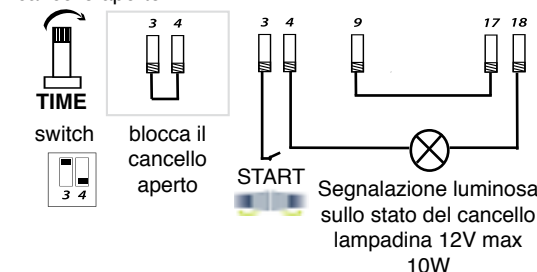 3 4
3 4 9 17 18
TIME
switch
3 4
blocca il
cancello
aperto
START
Segnalazione luminosa
sullo stato del cancello
lampadina 12V max
10W